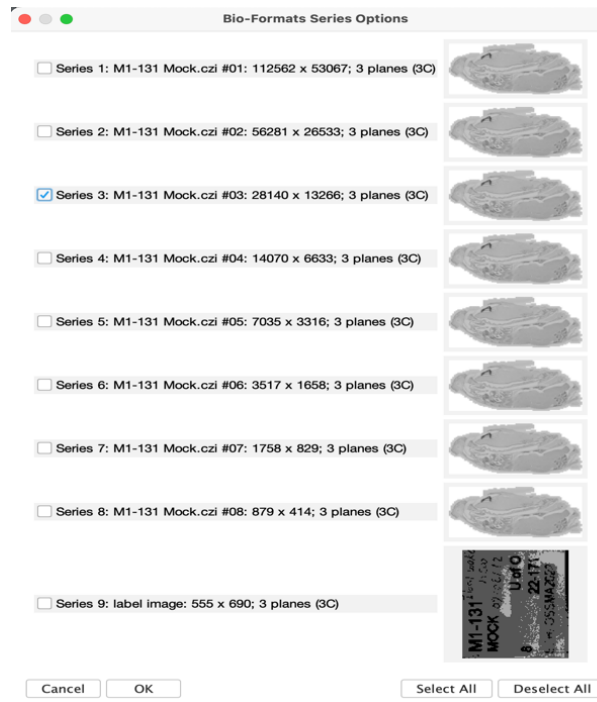 Bio-Formats Series Options
Series 1: M1-131 Mock.czi #01: 112562 x 53067; 3 planes (3C)
Series 2: M1-131 Mock.czi #02: 56281 x 26533; 3 planes (3C)
Series 3: M1-131 Mock.czi #03: 28140 x 13266; 3 planes (3C)
Series 4: M1-131 Mock.czi #04: 14070 x 6633; 3 planes (3C)
Series 5: M1-131 Mock.czi #05: 7035 x 3316; 3 planes (3C)
Series 6: M1-131 Mock.czi #06: 3517 x 1658; 3 planes (3C)
Series 7: M1-131 Mock.czi #07: 1758 x 829; 3 planes (3C)
Series 8: M1-131 Mock.czi #08: 879 x 414; 3 planes (3C)
Series 9: label image: 555 x 690; 3 planes (3C)
M1-131
MOCK
U of O
22-171
8
Cancel OK Select All Deselect All